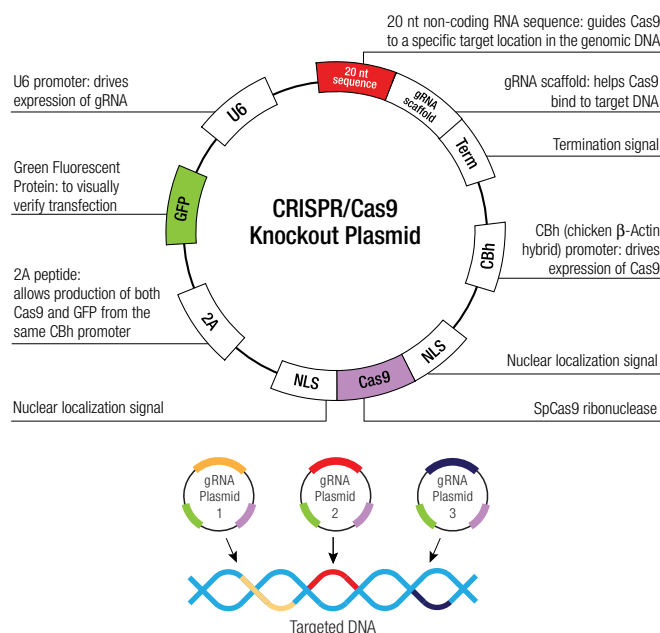 20 nt non-coding RNA sequence: guides Cas9
to a specific target location in the genomic DNA
U6 promoter: drives
expression of gRNA
gRNA scaffold: helps Cas9
bind to target DNA
Termination signal
Green Fluorescent
Protein: to visually
verify transfection
CBh (chicken β-Actin
hybrid) promoter: drives
expression of Cas9
2A peptide:
allows production of both
Cas9 and GFP from the
same CBh promoter
Nuclear localization signal
Nuclear localization signal
SpCas9 ribonuclease
20 nt
sequence
gRNA
scaffold
Term
CBh
NLS
Cas9
NLS
2A
GFP
U6
CRISPR/Cas9
Knockout Plasmid
gRNA
Plasmid
1
gRNA
Plasmid
2
gRNA
Plasmid
3
Targeted DNA